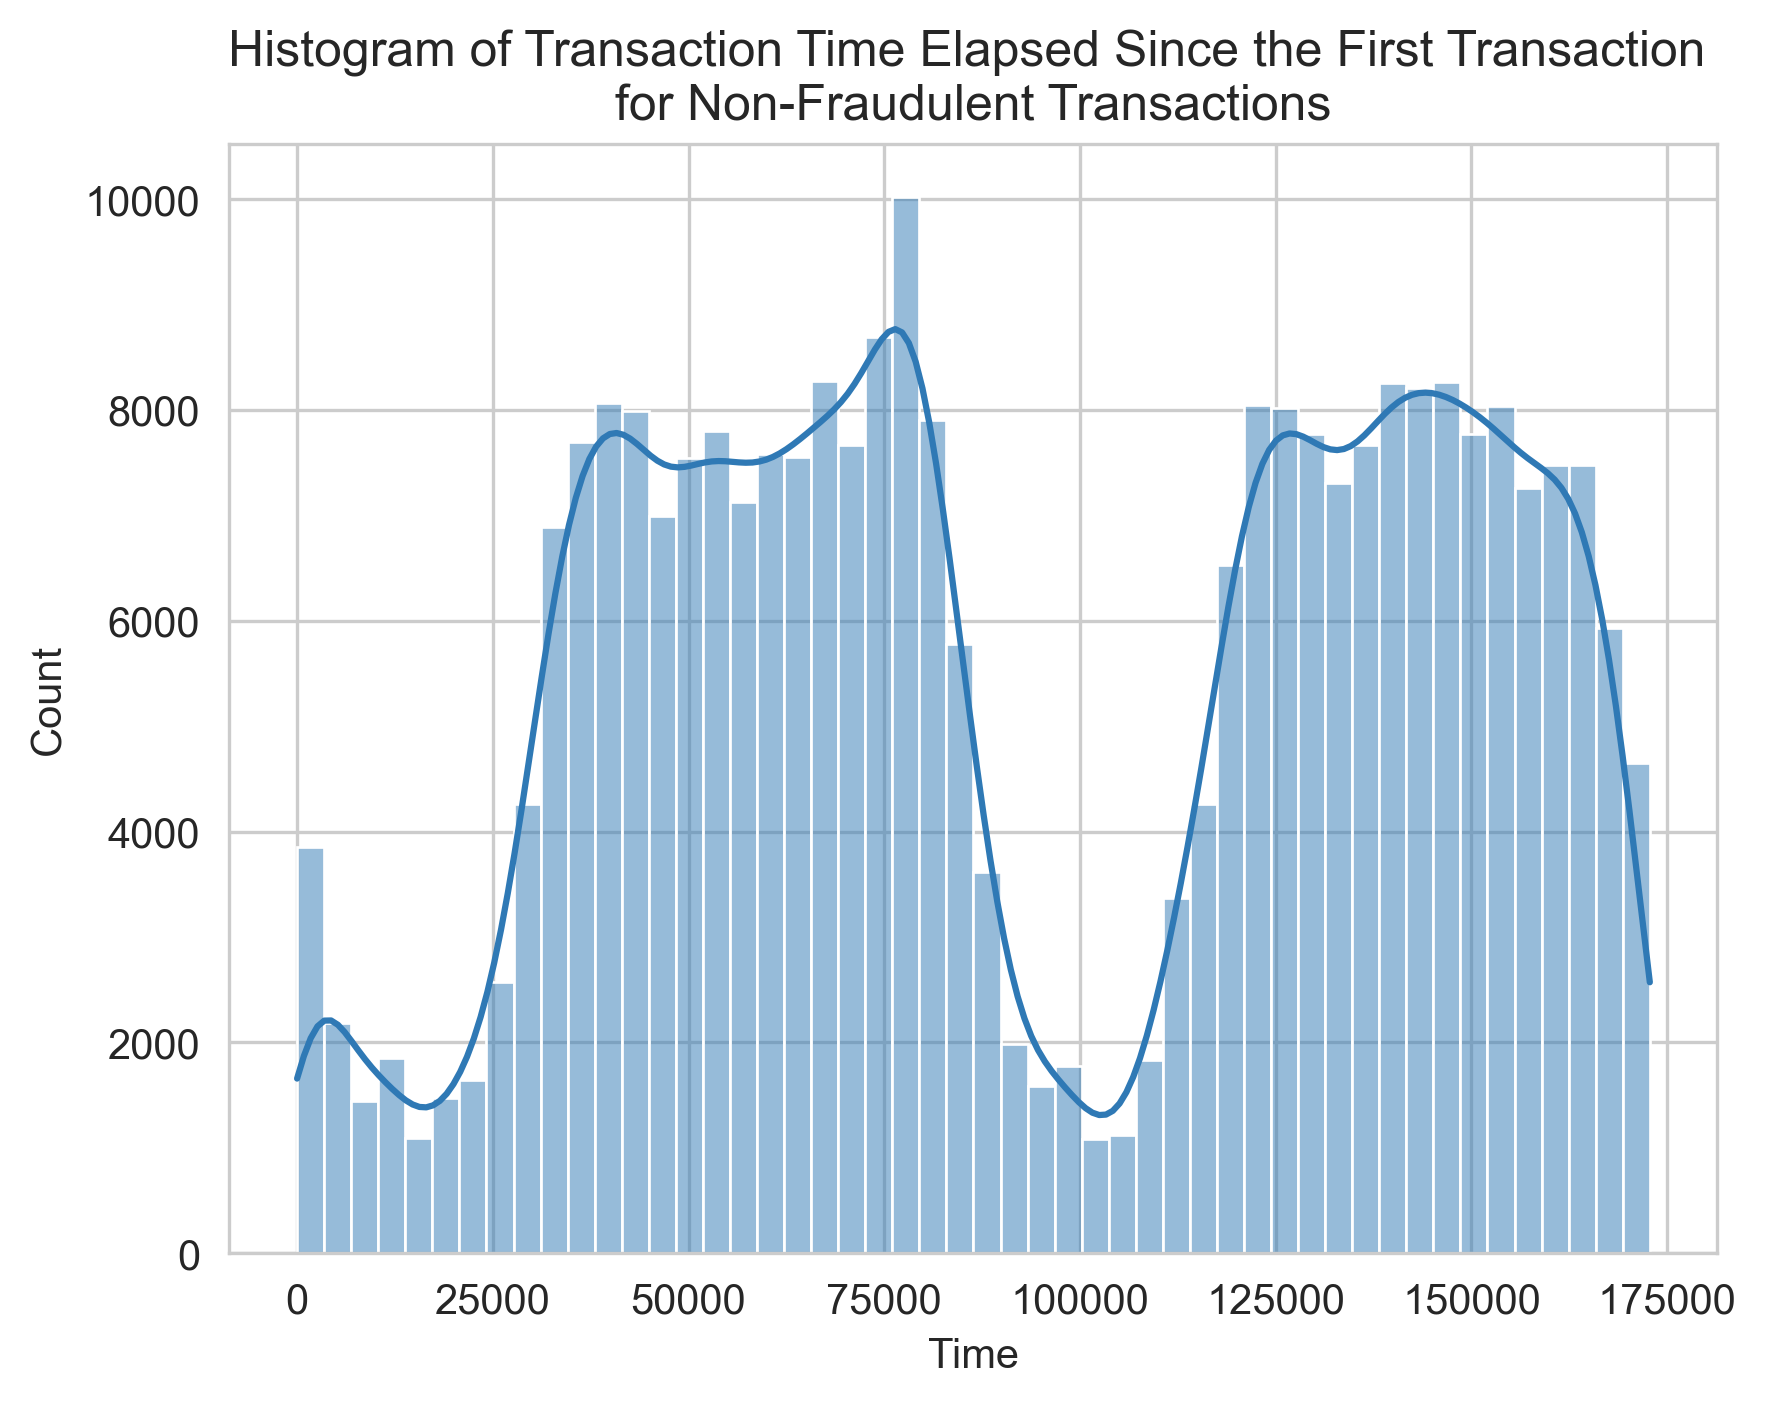 Histogram of Transaction Time Elapsed Since the First Transaction
for Non-Fraudulent Transactions
10000
8000
6000
4000
2000
0
Count
0 25000 50000 75000 100000 125000 150000 175000
Time